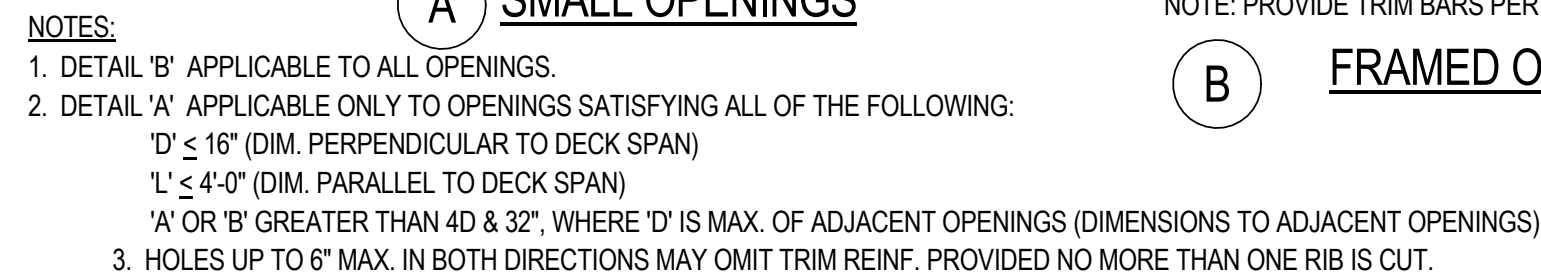 A SMALL OPENINGS
NOTE: PROVIDE TRIM BARS PER
B FRAMED O
NOTES:
1. DETAIL 'B' APPLICABLE TO ALL OPENINGS.
2. DETAIL 'A' APPLICABLE ONLY TO OPENINGS SATISFYING ALL OF THE FOLLOWING:
'D' ≤ 16" (DIM. PERPENDICULAR TO DECK SPAN)
'L' ≤ 4'-0" (DIM. PARALLEL TO DECK SPAN)
'A' OR 'B' GREATER THAN 4D & 32", WHERE 'D' IS MAX. OF ADJACENT OPENINGS (DIMENSIONS TO ADJACENT OPENINGS)
3. HOLES UP TO 6" MAX. IN BOTH DIRECTIONS MAY OMIT TRIM REINF. PROVIDED NO MORE THAN ONE RIB IS CUT.